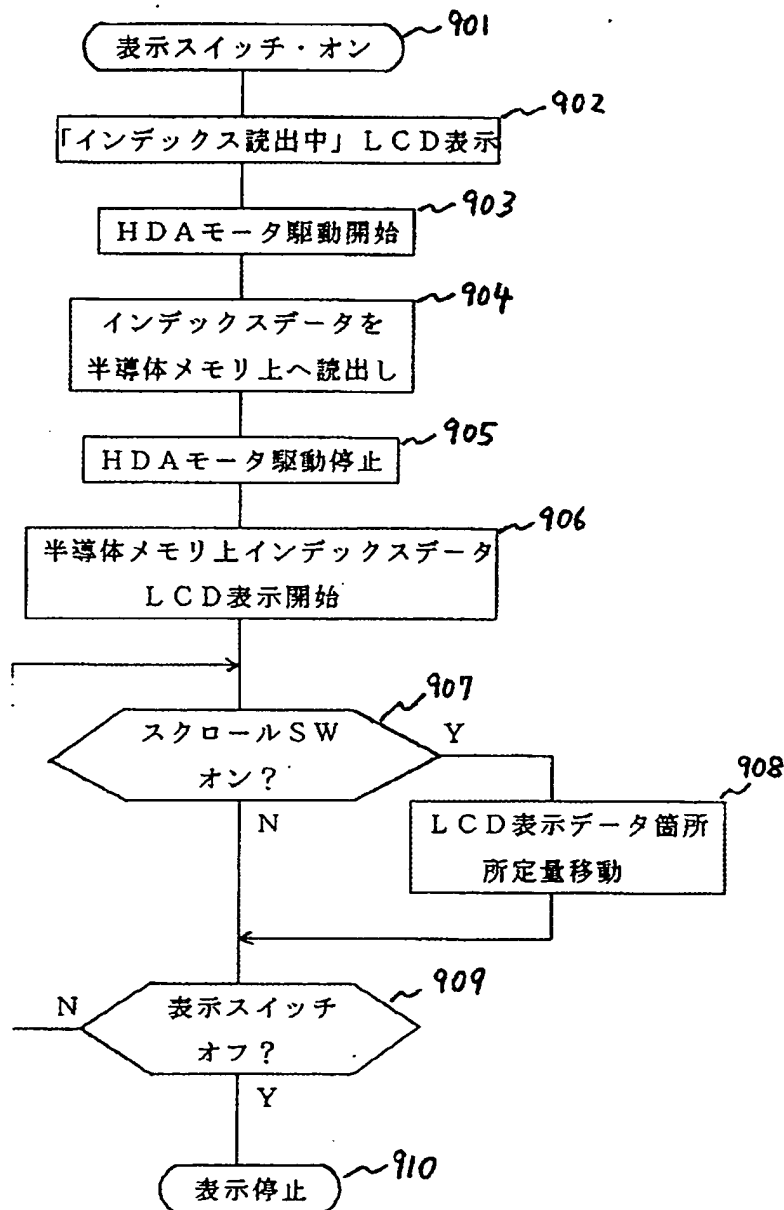 表示スイッチ・オン
901
902
「インデックス読出中」LCD表示
903
HDAモータ駆動開始
904
インデックスデータを
半導体メモリ上へ読出し
905
HDAモータ駆動停止
906
半導体メモリ上インデックスデータ
LCD表示開始
907
スクロールSW
オン?
Y
N
908
LCD表示データ箇所
所定量移動
909
N
表示スイッチ
オフ?
Y
910
表示停止